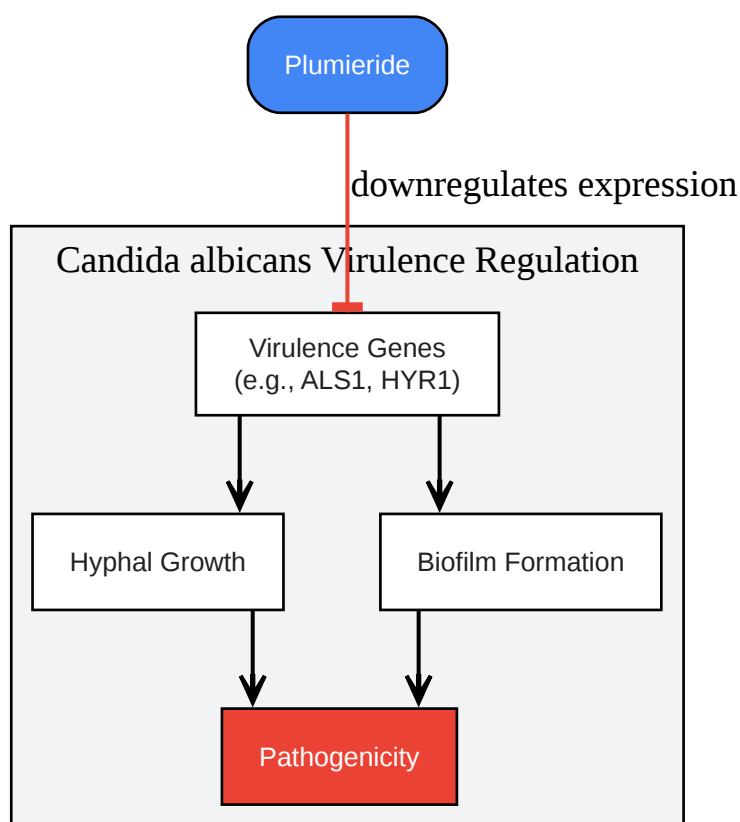 Plumieride
downregulates expression
Candida albicans Virulence Regulation
Virulence Genes
(e.g., ALS1, HYR1)
Hyphal Growth
Biofilm Formation
Pathogenicity